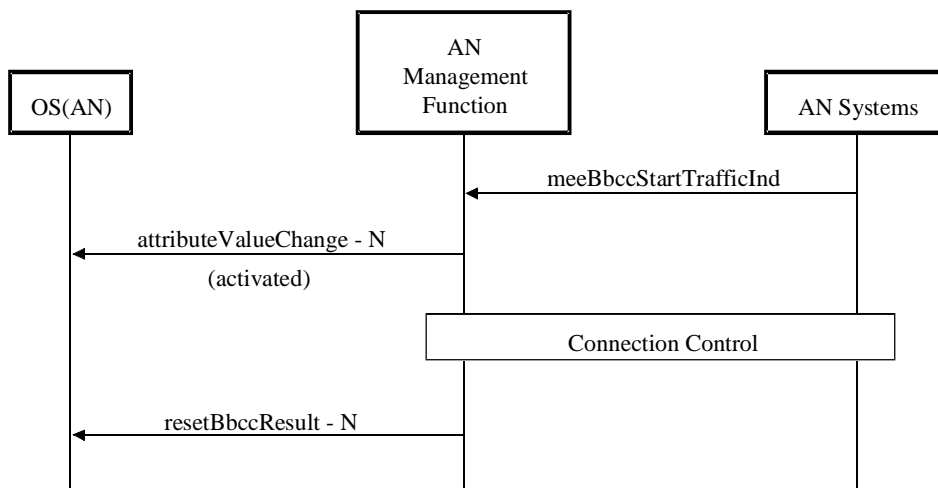 AN
Management
Function
OS(AN)
AN Systems
meeBbccStartTrafficInd
attributeValueChange - N
(activated)
Connection Control
resetBbccResult - N